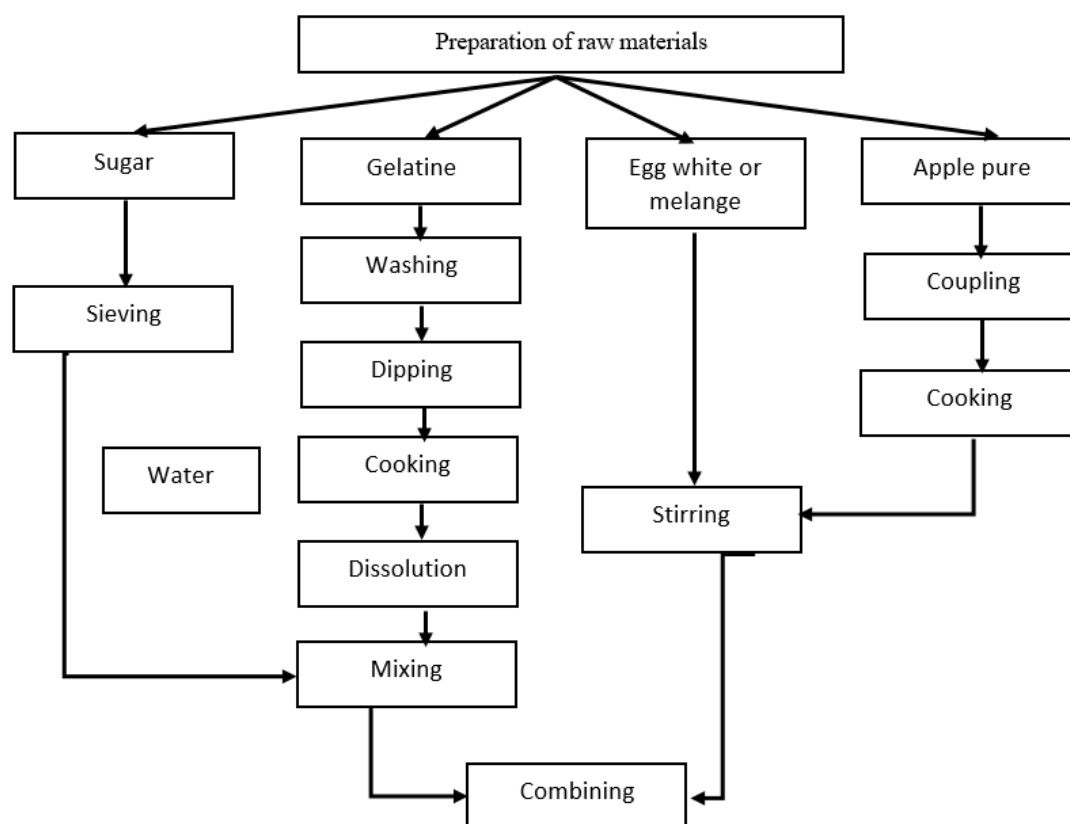 Preparation of raw materials
Sugar
Gelatine
Egg white or
melange
Apple pure
Washing
Coupling
Sieving
Dipping
Cooking
Cooking
Water
Stirring
Dissolution
Mixing
Combining